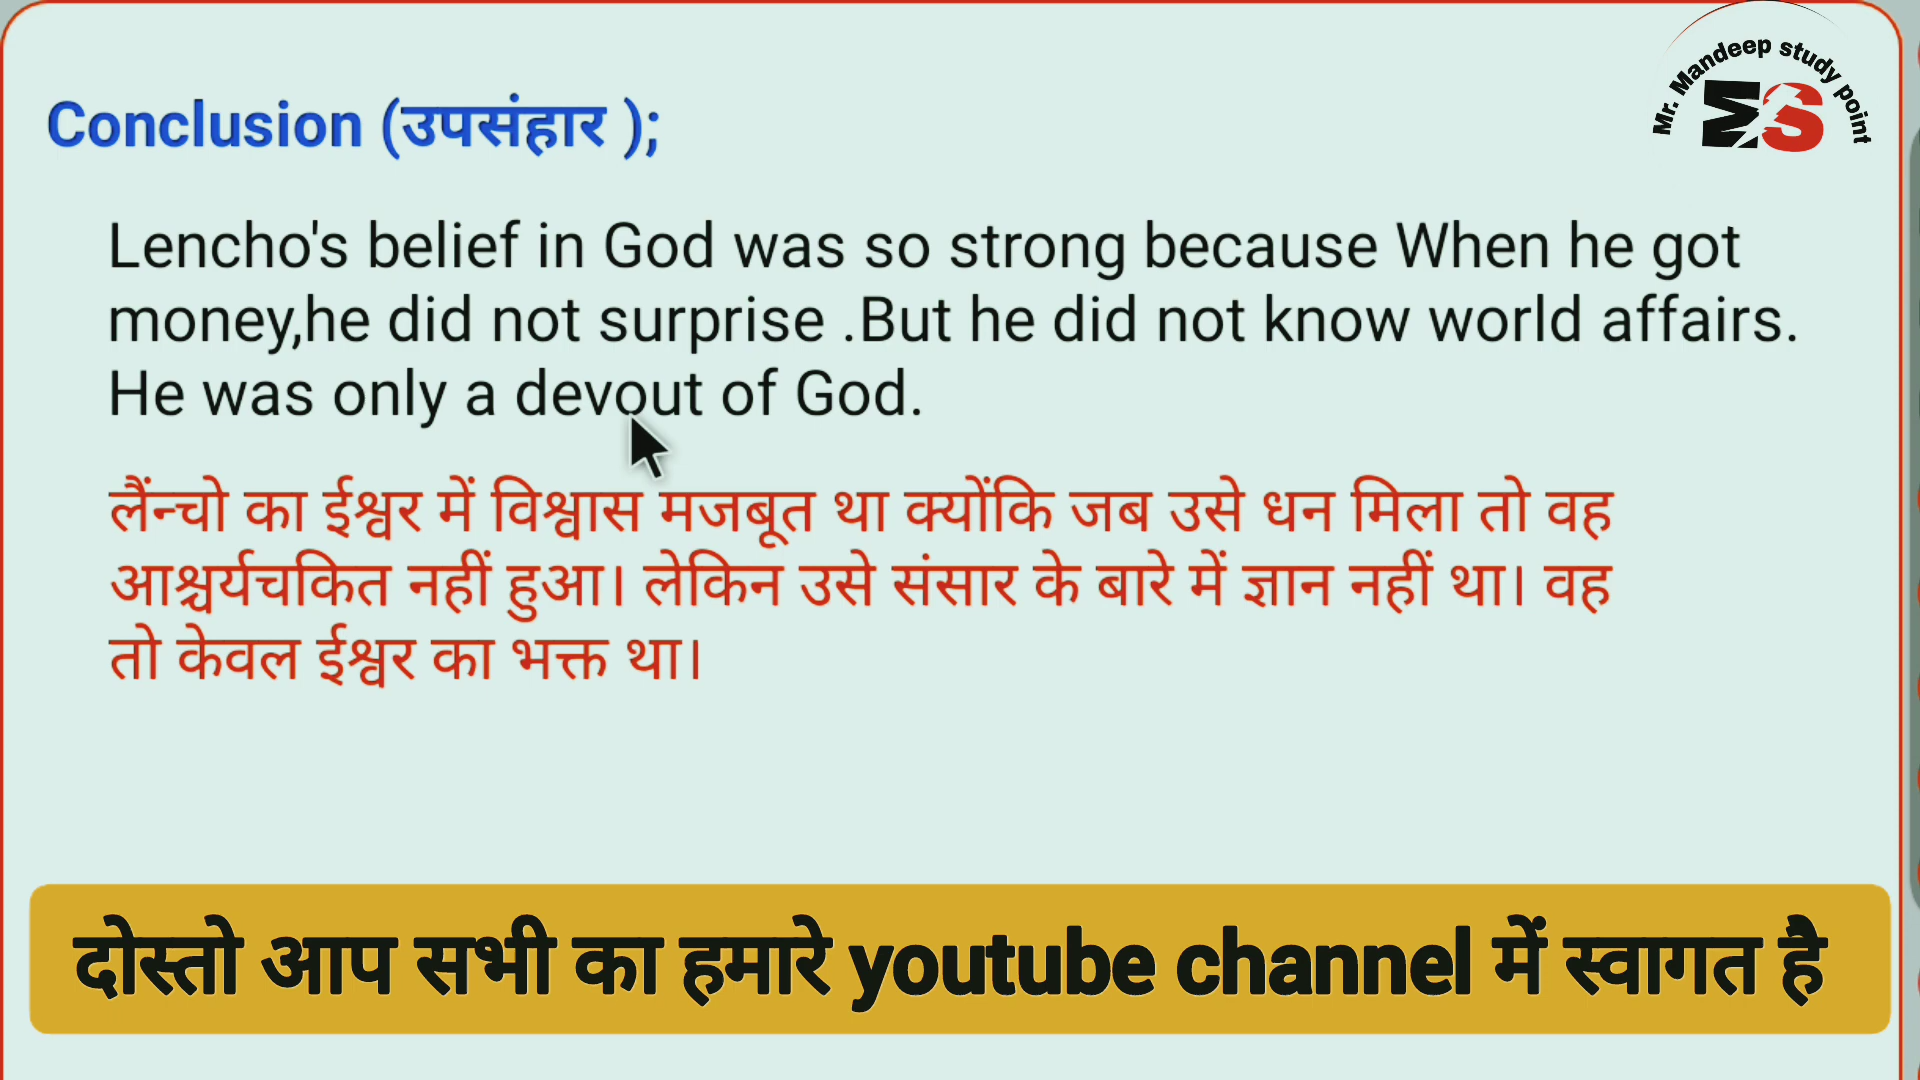 Mr. Mandeep study point
MS
Conclusion (उपसंहार );
Lencho's belief in God was so strong because When he got
money,he did not surprise .But he did not know world affairs.
He was only a devout of God.
लैंन्चो का ईश्वर में विश्वास मजबूत था क्योंकि जब उसे धन मिला तो वह
आश्चर्यचकित नहीं हुआ। लेकिन उसे संसार के बारे में ज्ञान नहीं था। वह
तो केवल ईश्वर का भक्त था।
दोस्तो आप सभी का हमारे youtube channel में स्वागत है